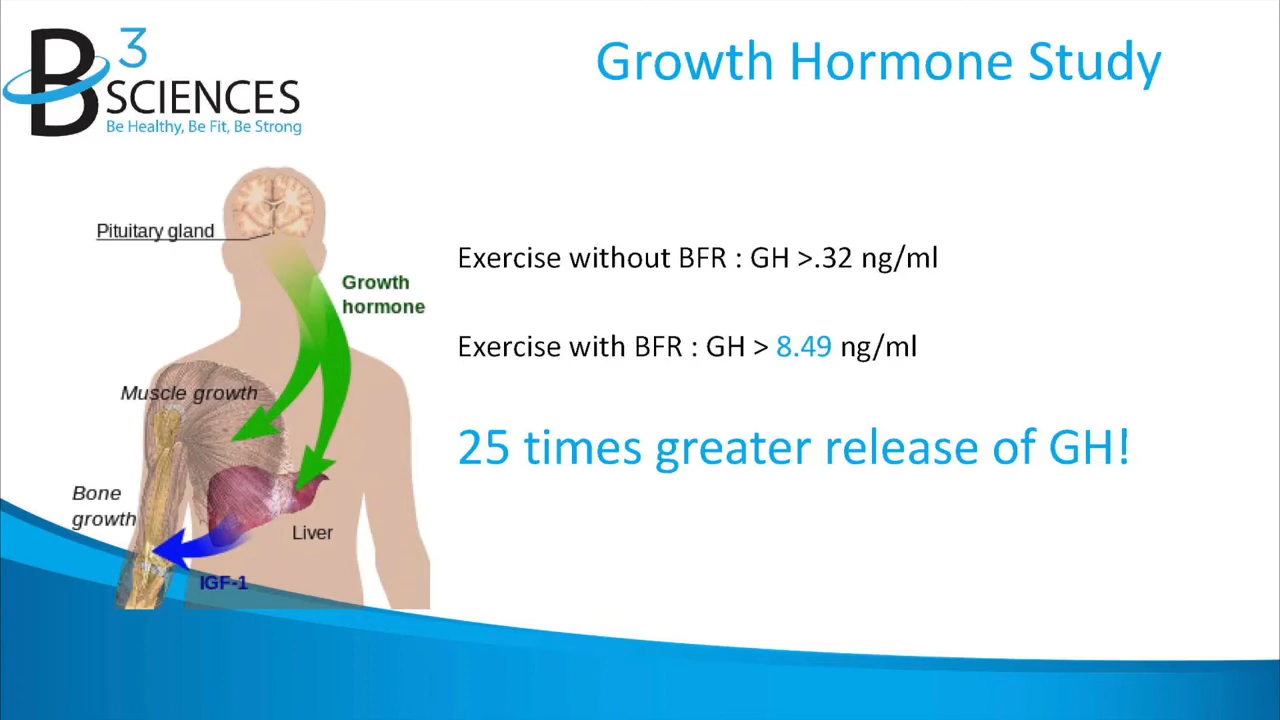 B3 SCIENCES
Be Healthy, Be Fit, Be Strong
Growth Hormone Study
Pituitary gland
Growth
hormone
Muscle growth
Bone
growth
Liver
IGF-1
Exercise without BFR : GH >.32 ng/ml
Exercise with BFR : GH > 8.49 ng/ml
25 times greater release of GH!